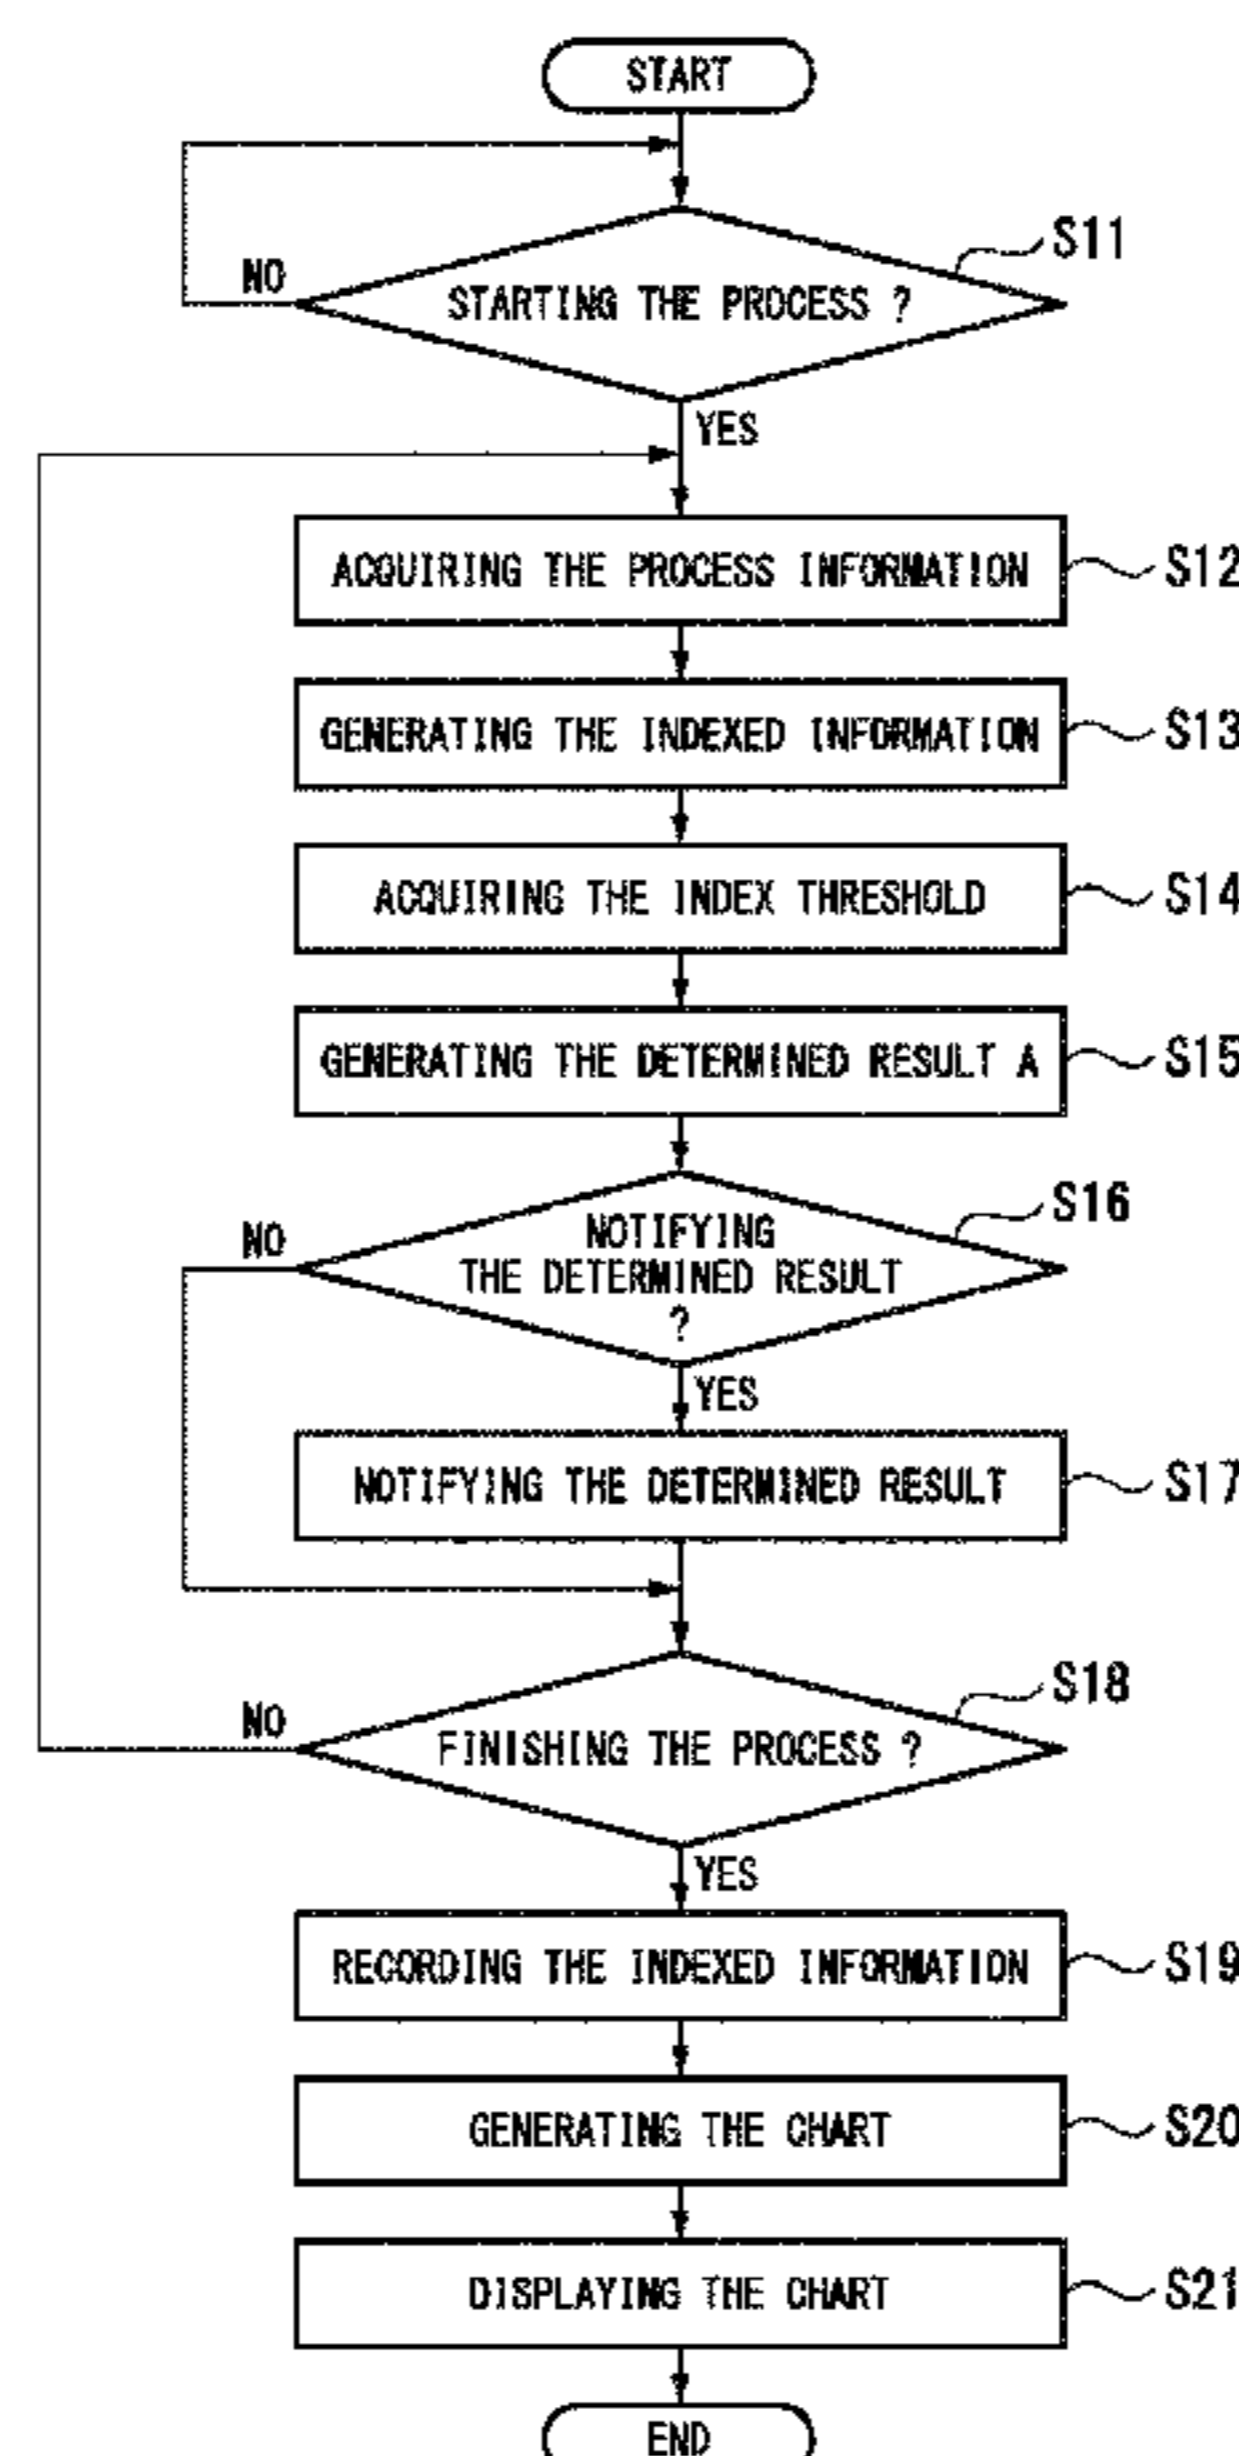 START
S11
NO
STARTING THE PROCESS ?
YES
ACQUIRING THE PROCESS INFORMATION
S12
GENERATING THE INDEXED INFORMATION
S13
ACQUIRING THE INDEX THRESHOLD
S14
GENERATING THE DETERMINED RESULT A
S15
S16
NO
NOTIFYING
THE DETERMINED RESULT
?
YES
NOTIFYING THE DETERMINED RESULT
S17
S18
NO
FINISHING THE PROCESS ?
YES
RECORDING THE INDEXED INFORMATION
S19
GENERATING THE CHART
S20
DISPLAYING THE CHART
S21
END